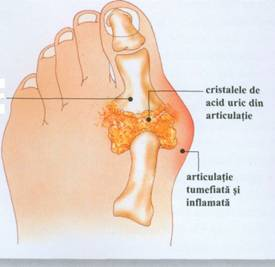 cristalele de
acid uric din
articulație
articulație
tumefiată și
inflamată